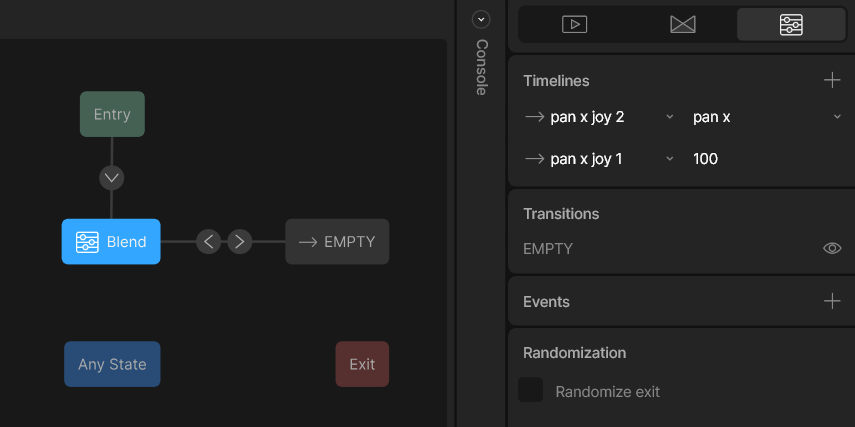 Entry
Blend
EMPTY
Any State
Exit
Console
Timelines
pan x joy 2
pan x
pan x joy 1
100
Transitions
EMPTY
Events
Randomization
Randomize exit